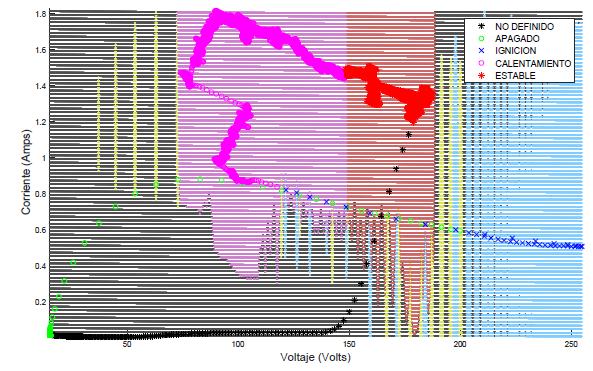 1.8
1.6
1.4
1.2
1
0.8
0.6
0.4
0.2
Corriente (Amps)
50
100
150
200
250
Voltaje (Volts)
NO DEFINIDO
APAGADO
IGNICION
CALENTAMIENTO
ESTABLE